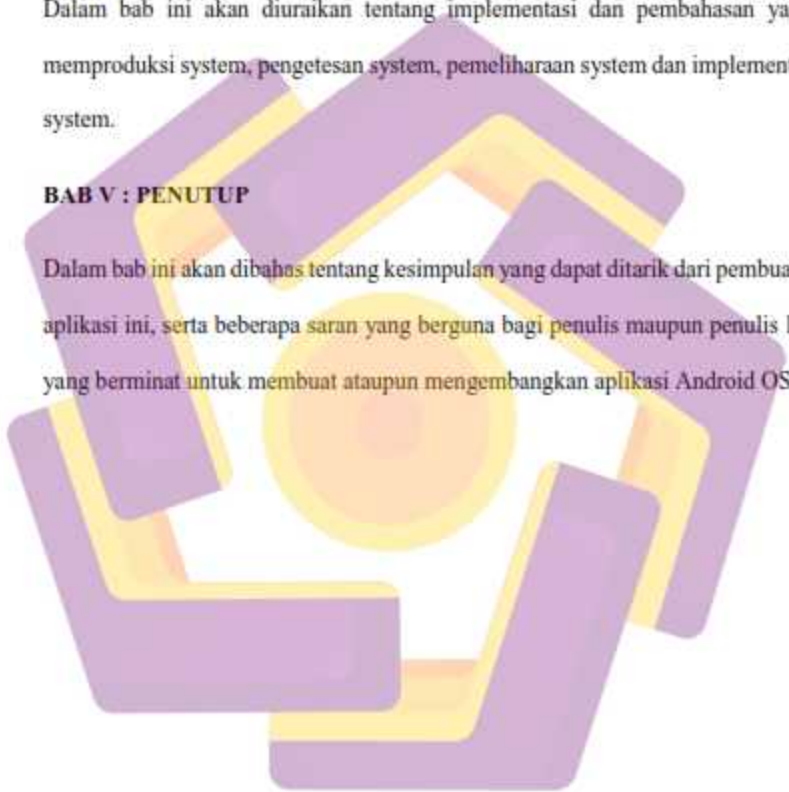 Dalam bab ini akan diuraikan tentang implementasi dan pembahasan
memproduksi system, pengetesan system, pemeliharaan system dan
system.
BAB V : PENUTUP
Dalam bab ini akan dibahas tentang kesimpulan yang dapat ditarik dari
aplikasi ini, serta beberapa saran yang berguna bagi penulis maupun penulis
yang berminat untuk membuat ataupun mengembangkan aplikasi Android OS